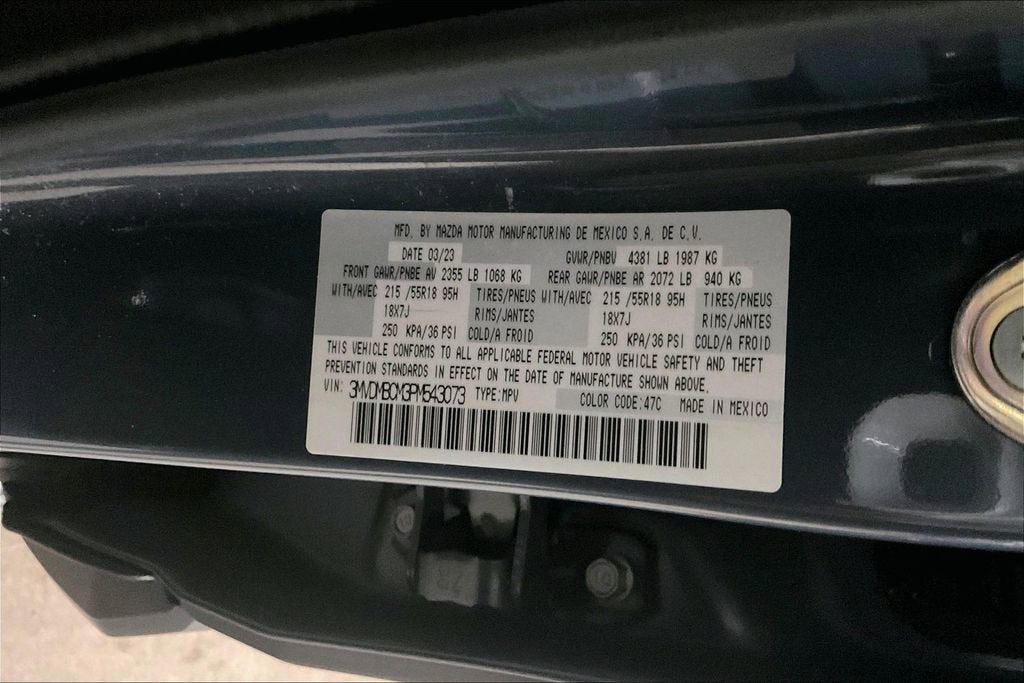 MFD. BY MAZDA MOTOR MANUFACTURING DE MEXICO S.A. DE C.V.
DATE 03/23 GVWR/PNBV 4381 LB 1987 KG
FRONT GAWR/PNBE AV 2355 LB 1068 KG REAR GAWR/PNBE AR 2072 LB 940 KG
WITH/AVEC 215 /55R18 95H TIRES/PNEUS WITH/AVEC 215 /55R18 95H TIRES/PNEUS
18X7J RIMS/JANTES 18X7J RIMS/JANTES
250 KPA/36 PSI COLD/A FROID 250 KPA/36 PSI COLD/A FROID
THIS VEHICLE CONFORMS TO ALL APPLICABLE FEDERAL MOTOR VEHICLE SAFETY AND THEFT
PREVENTION STANDARDS IN EFFECT ON THE DATE OF MANUFACTURE SHOWN ABOVE.
VIN: 3MVDMBCM3PM543073 TYPE:MPV COLOR CODE:47C MADE IN MEXICO